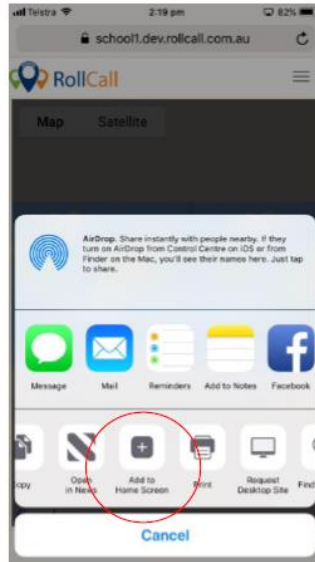 Telstra 2:19 pm 82%
school1.dev.rollcall.com.au
RollCall
Map Satellite
AirDrop. Share instantly with people nearby. If they
turn on AirDrop from Control Centre on iOS or from
Finder on the Mac, you'll see their names here. Just tap
to share.
Message Mail Reminders Add to Notes Facebook
opy Open in News Add to Home Screen Print Request Desktop Site Find
Cancel